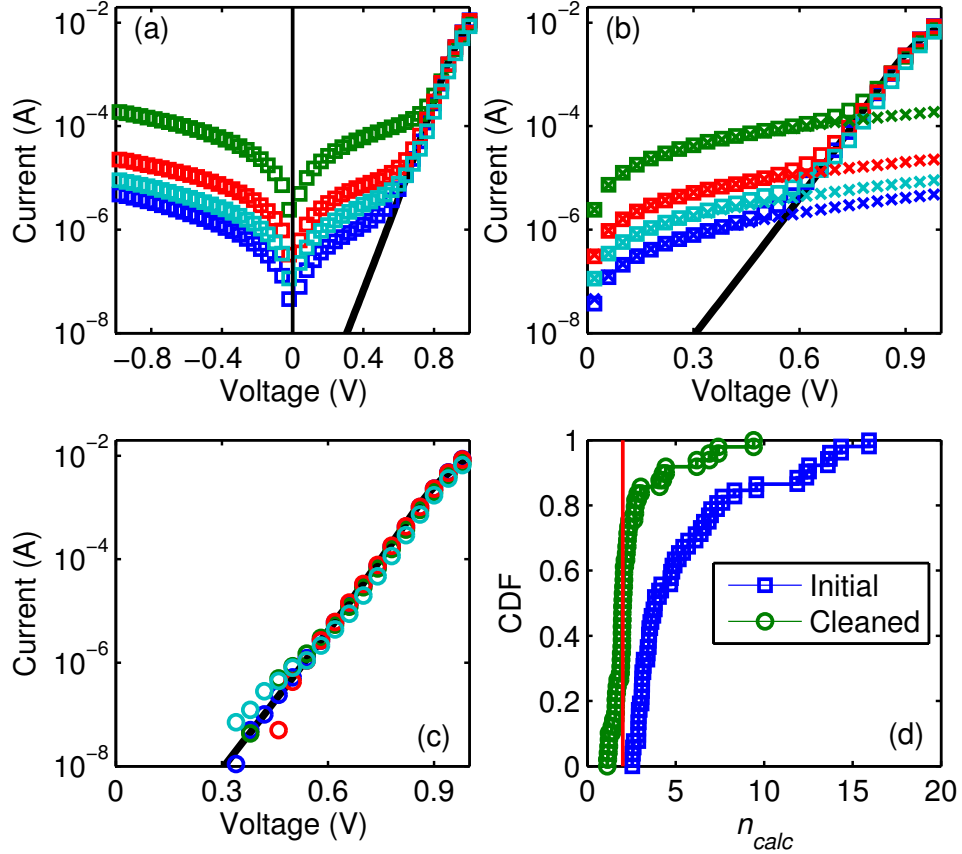 (a)
Current (A)
10^-2
10^-4
10^-6
10^-8
−0.8 −0.4 0 0.4 0.8
Voltage (V)
(b)
Current (A)
10^-2
10^-4
10^-6
10^-8
0 0.3 0.6 0.9
Voltage (V)
(c)
Current (A)
10^-2
10^-4
10^-6
10^-8
0 0.3 0.6 0.9
Voltage (V)
(d)
CDF
1
0.8
0.6
0.4
0.2
0
Initial
Cleaned
0 5 10 15 20
n_calc